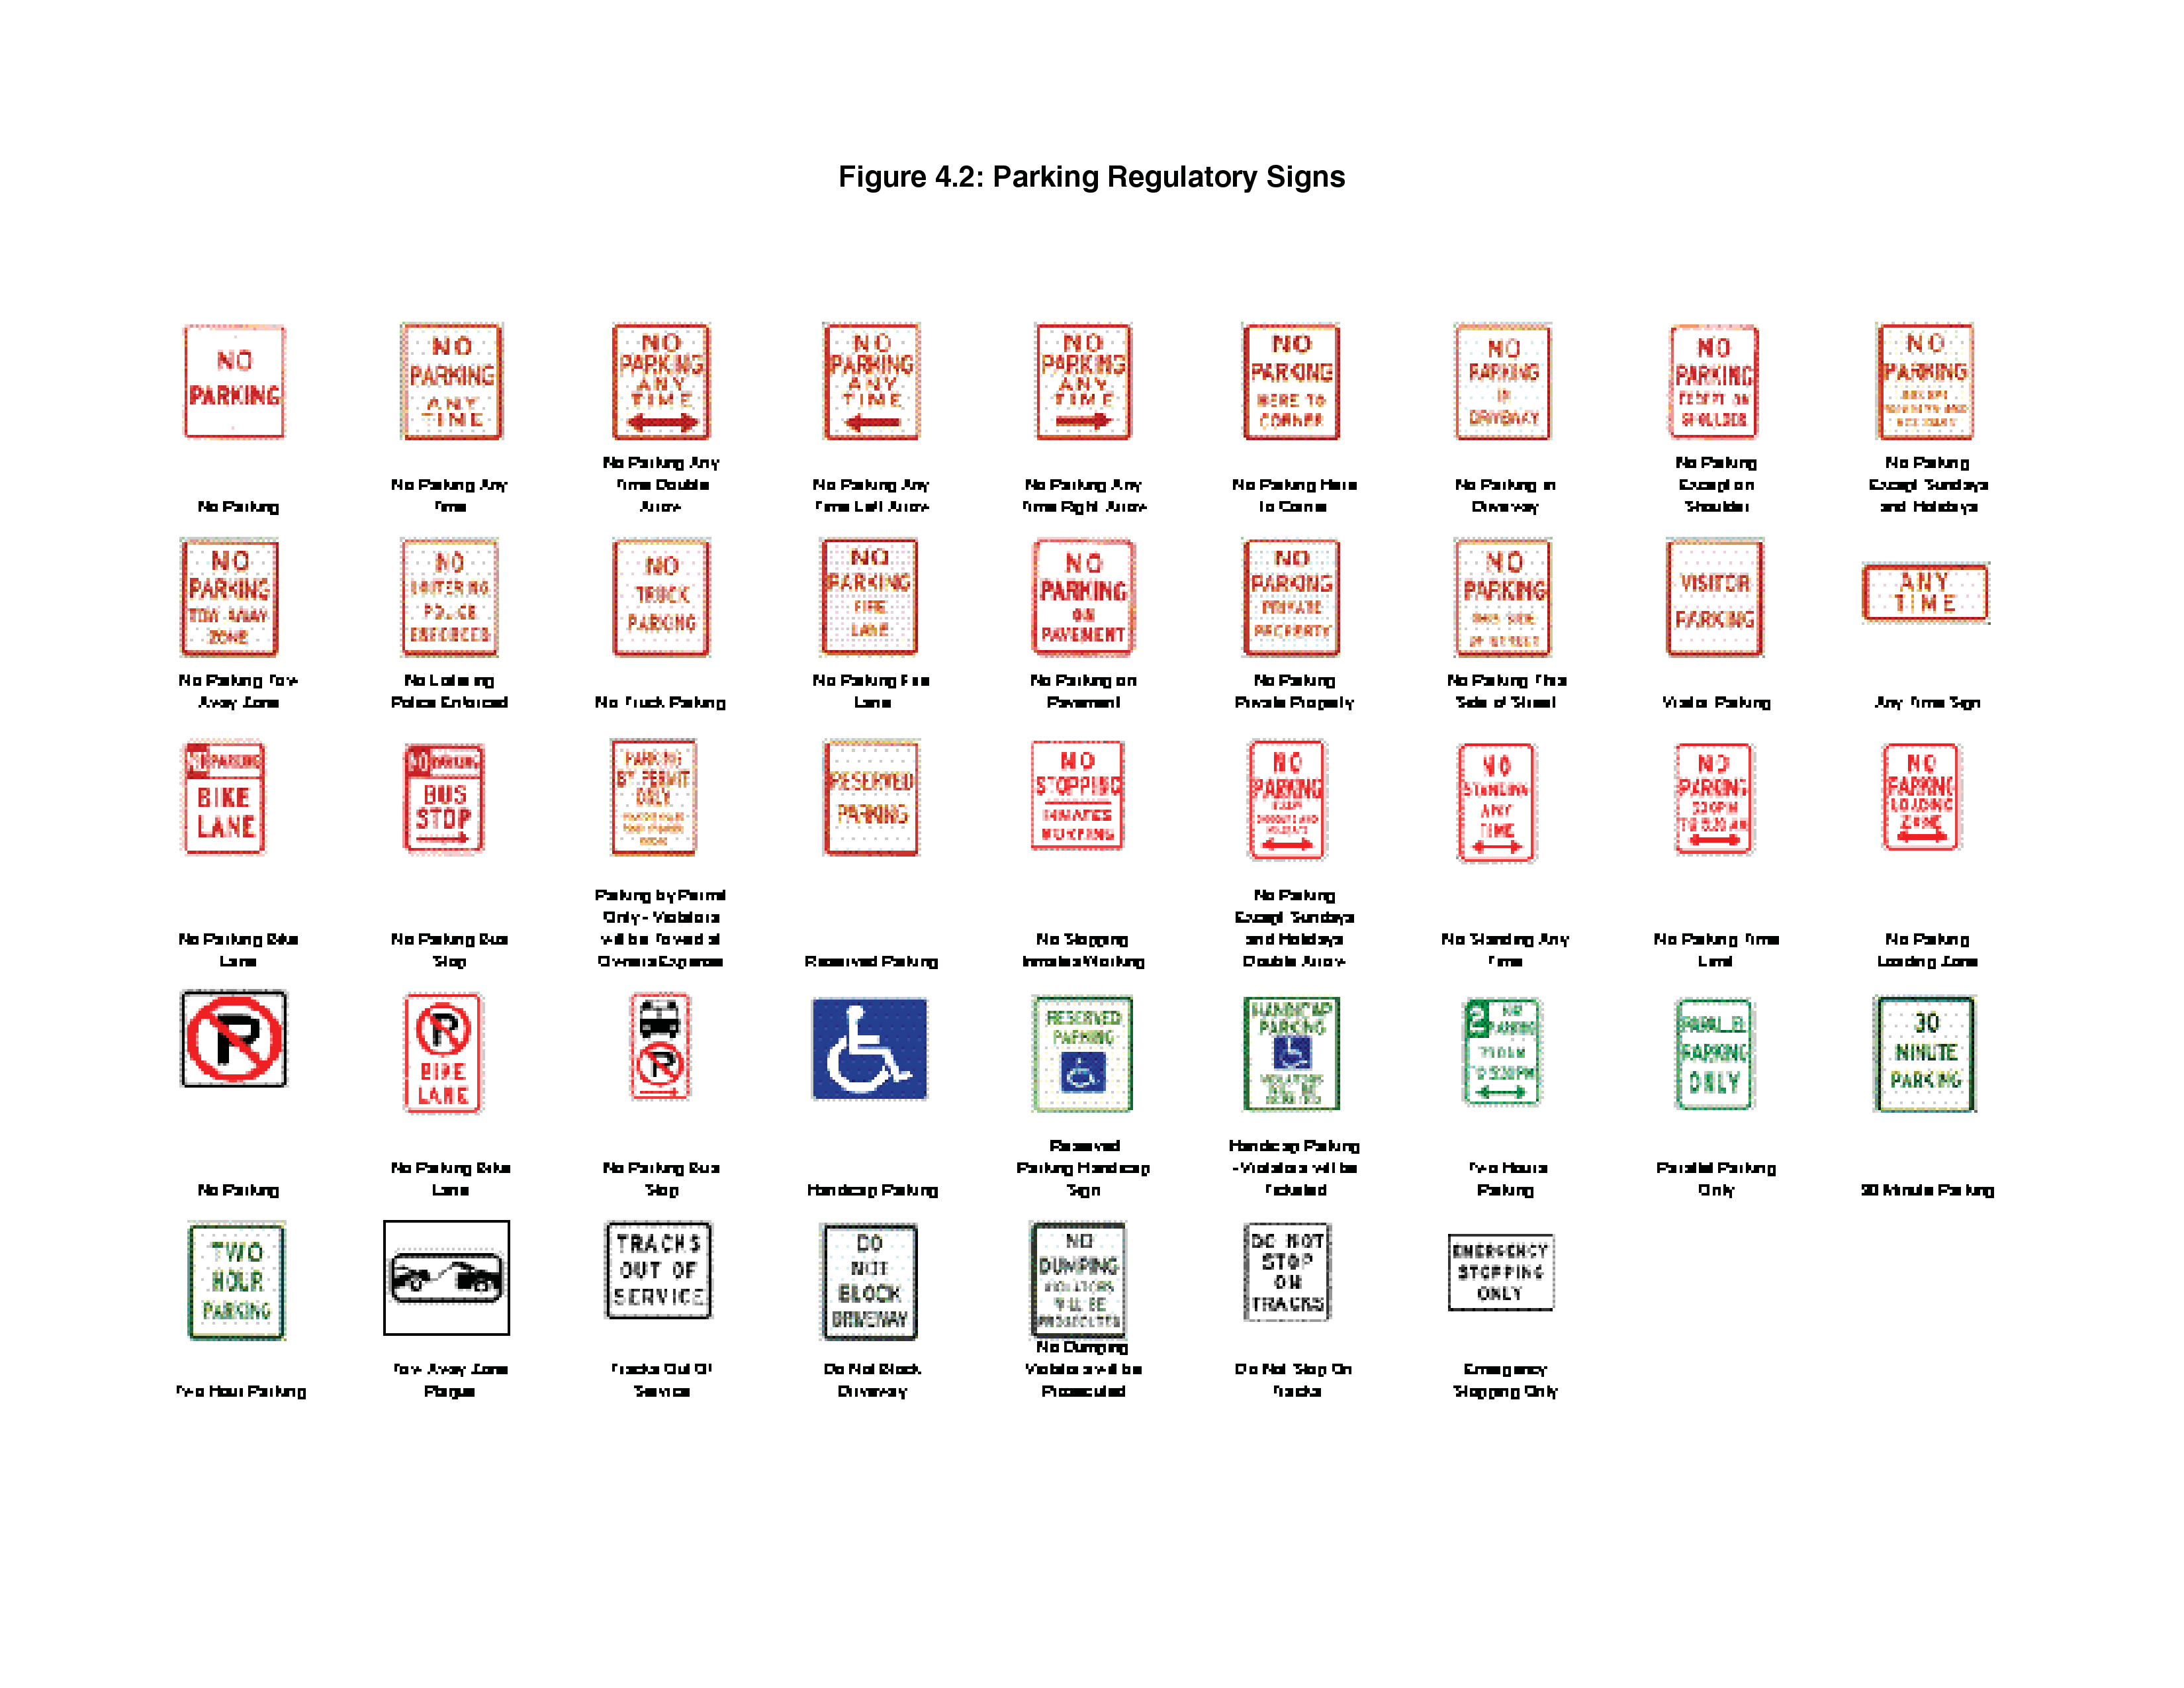 Figure 4.2: Parking Regulatory Signs
NO
PARKING
NO
PARKING
ANY
TIME
NO
PARKING
ANY
TIME
NO
PARKING
ANY
TIME
NO
PARKING
ANY
TIME
NO
PARKING
HERE TO
CORNER
NO
PARKING
IN
DRIVEWAY
NO
PARKING
EXCEPT ON
SHOULDER
NO
PARKING
EXCEPT
SUNDAYS AND
HOLIDAYS
No Parking
No Parking Any
Time
No Parking Any
Time Double
Arrow
No Parking Any
Time Left Arrow
No Parking Any
Time Right Arrow
No Parking Here
to Corner
No Parking in
Driveway
No Parking
Except on
Shoulder
No Parking
Except Sundays
and Holidays
NO
PARKING
TOW AWAY
ZONE
NO
LOITERING
POLICE
ENFORCED
NO
TRUCK
PARKING
NO
PARKING
FIRE
LANE
NO
PARKING
ON
PAVEMENT
NO
PARKING
PRIVATE
PROPERTY
NO
PARKING
THIS SIDE
OF STREET
VISITOR
PARKING
ANY
TIME
No Parking Tow
Away Zone
No Loitering
Police Enforced
No Truck Parking
No Parking Fire
Lane
No Parking on
Pavement
No Parking
Private Property
No Parking This
Side of Street
Visitor Parking
Any Time Sign
NO PARKING
BIKE
LANE
NO PARKING
BUS
STOP
PARKING
BY PERMIT
ONLY
RESERVED
PARKING
NO
STOPPING
INMATES
WORKING
NO
PARKING
EXCEPT
SUNDAYS AND
HOLIDAYS
NO
STANDING
ANY
TIME
NO
PARKING
TO 5:30 AM
NO
PARKING
LOADING
ZONE
No Parking Bike
Lane
No Parking Bus
Stop
Parking by Permit
Only - Violators
will be Towed at
Owners Expense
Reserved Parking
No Stopping
Inmates Working
No Parking
Except Sundays
and Holidays
Double Arrow
No Standing Any
Time
No Parking Time
Limit
No Parking
Loading Zone
P
P
BIKE
LANE
P
RESERVED
PARKING
HANDICAP
PARKING
VIOLATORS
WILL BE
TICKETED
2 HR
PARKING
TO 5:30 PM
PARALLEL
PARKING
ONLY
30
MINUTE
PARKING
No Parking
No Parking Bike
Lane
No Parking Bus
Stop
Handicap Parking
Reserved
Parking Handicap
Sign
Handicap Parking
- Violators will be
Ticketed
Two Hours
Parking
Parallel Parking
Only
30 Minute Parking
TWO
HOUR
PARKING
TRACKS
OUT OF
SERVICE
DO
NOT
BLOCK
DRIVEWAY
NO
DUMPING
VIOLATORS
WILL BE
PROSECUTED
DO NOT
STOP
ON
TRACKS
EMERGENCY
STOPPING
ONLY
Two Hour Parking
Tow Away Zone
Plaque
Tracks Out Of
Service
Do Not Block
Driveway
No Dumping
Violators will be
Prosecuted
Do Not Stop On
Tracks
Emergency
Stopping Only